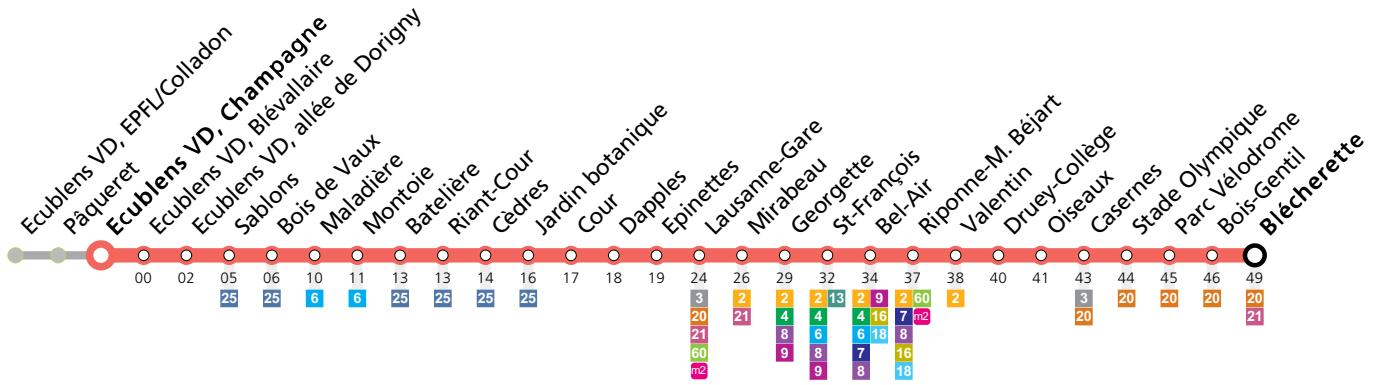 Ecublens VD, EPFL/Colladon
Pâqueret
Ecublens VD, Champagne
Ecublens VD, Blévallaire
Ecublens VD, allée de Dorigny
Sablons
Bois de Vaux
Maladière
Montoie
Batelière
Riant-Cour
Cèdres
Jardin botanique
Cour
Dapples
Epinettes
Lausanne-Gare
Mirabeau
Georgette
St-François
Bel-Air
Riponne-M. Béjart
Valentin
Druey-Collège
Oiseaux
Casernes
Stade Olympique
Parc Vélodrome
Bois-Gentil
Blécherette
00 02 05 06 10 11 13 13 14 16 17 18 19 24 26 29 32 34 37 38 40 41 43 44 45 46 49
25 25 6 6 25 25 25 25 3 2 2 2 13 2 9 2 60 2 3 20 20 20 20
20 21 4 4 4 16 7 m2 20 21
21 8 6 6 18 8
60 9 8 7 16
m2 9 8 18